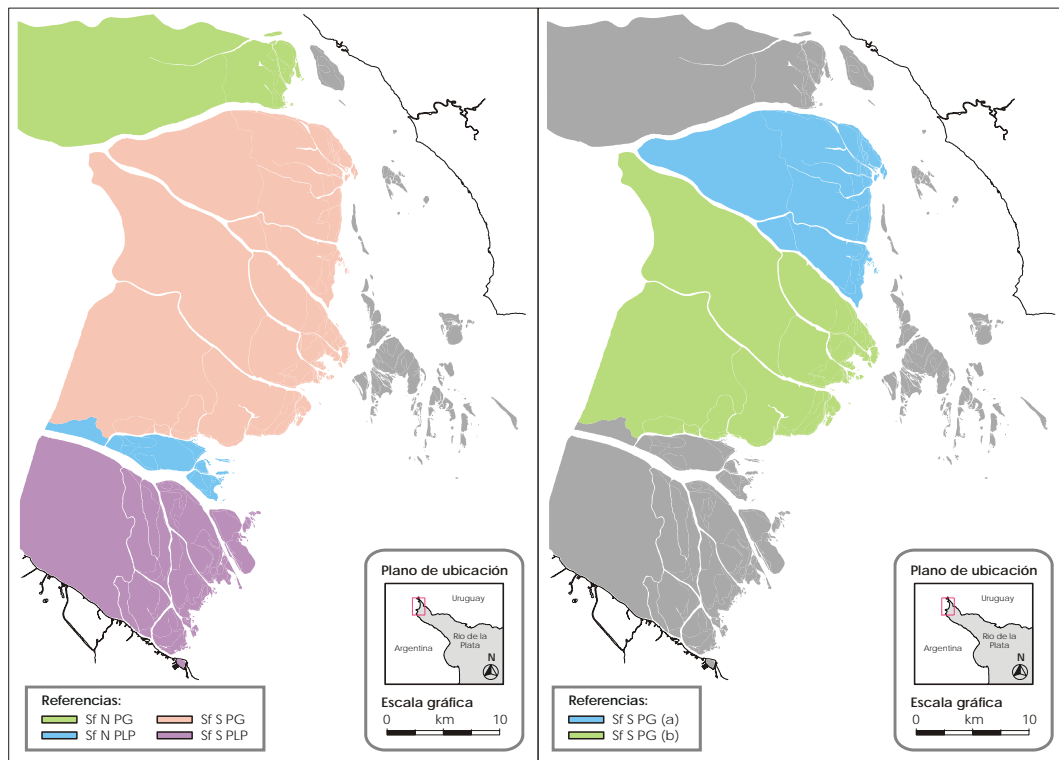 Plano de ubicación
Uruguay
Argentina
Rio de la
Plata
N
Escala gráfica
0 km 10
Referencias:
Sf N PG Sf S PG
Sf N PLP Sf S PLP
Plano de ubicación
Uruguay
Argentina
Rio de la
Plata
N
Escala gráfica
0 km 10
Referencias:
Sf S PG (a)
Sf S PG (b)